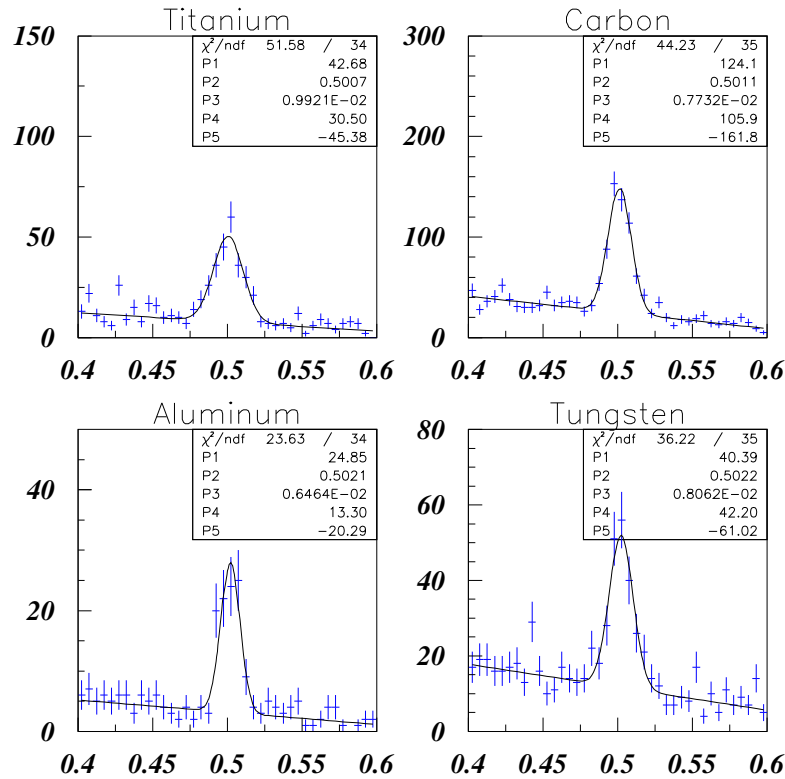 Titanium
Carbon
150
100
50
0
0.4 0.45 0.5 0.55 0.6
χ²/ndf 51.58 / 34
P1 42.68
P2 0.5007
P3 0.9921E-02
P4 30.50
P5 -45.38
300
200
100
0
0.4 0.45 0.5 0.55 0.6
χ²/ndf 44.23 / 35
P1 124.1
P2 0.5011
P3 0.7732E-02
P4 105.9
P5 -161.8
Aluminum
Tungsten
40
20
0
0.4 0.45 0.5 0.55 0.6
χ²/ndf 23.63 / 34
P1 24.85
P2 0.5021
P3 0.6464E-02
P4 13.30
P5 -20.29
80
60
40
20
0
0.4 0.45 0.5 0.55 0.6
χ²/ndf 36.22 / 35
P1 40.39
P2 0.5022
P3 0.8062E-02
P4 42.20
P5 -61.02